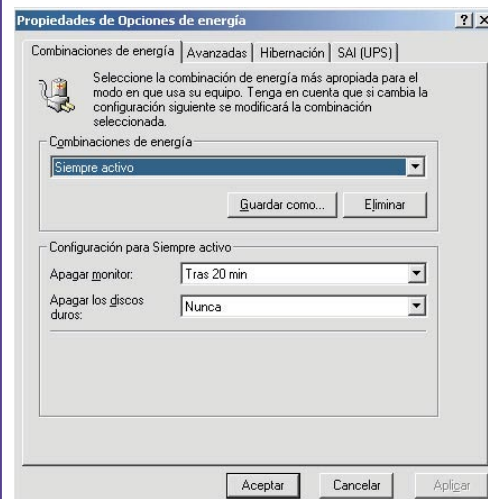 Propiedades de Opciones de energía
Combinaciones de energía Avanzadas Hibernación SAI (UPS)
Seleccione la combinación de energía más apropiada para el
modo en que usa su equipo. Tenga en cuenta que si cambia la
configuración siguiente se modificará la combinación
seleccionada.
Combinaciones de energía
Siempre activo
Guardar como... Eliminar
Configuración para Siempre activo
Apagar monitor: Tras 20 min
Apagar los discos
duros: Nunca
Aceptar Cancelar Aplicar